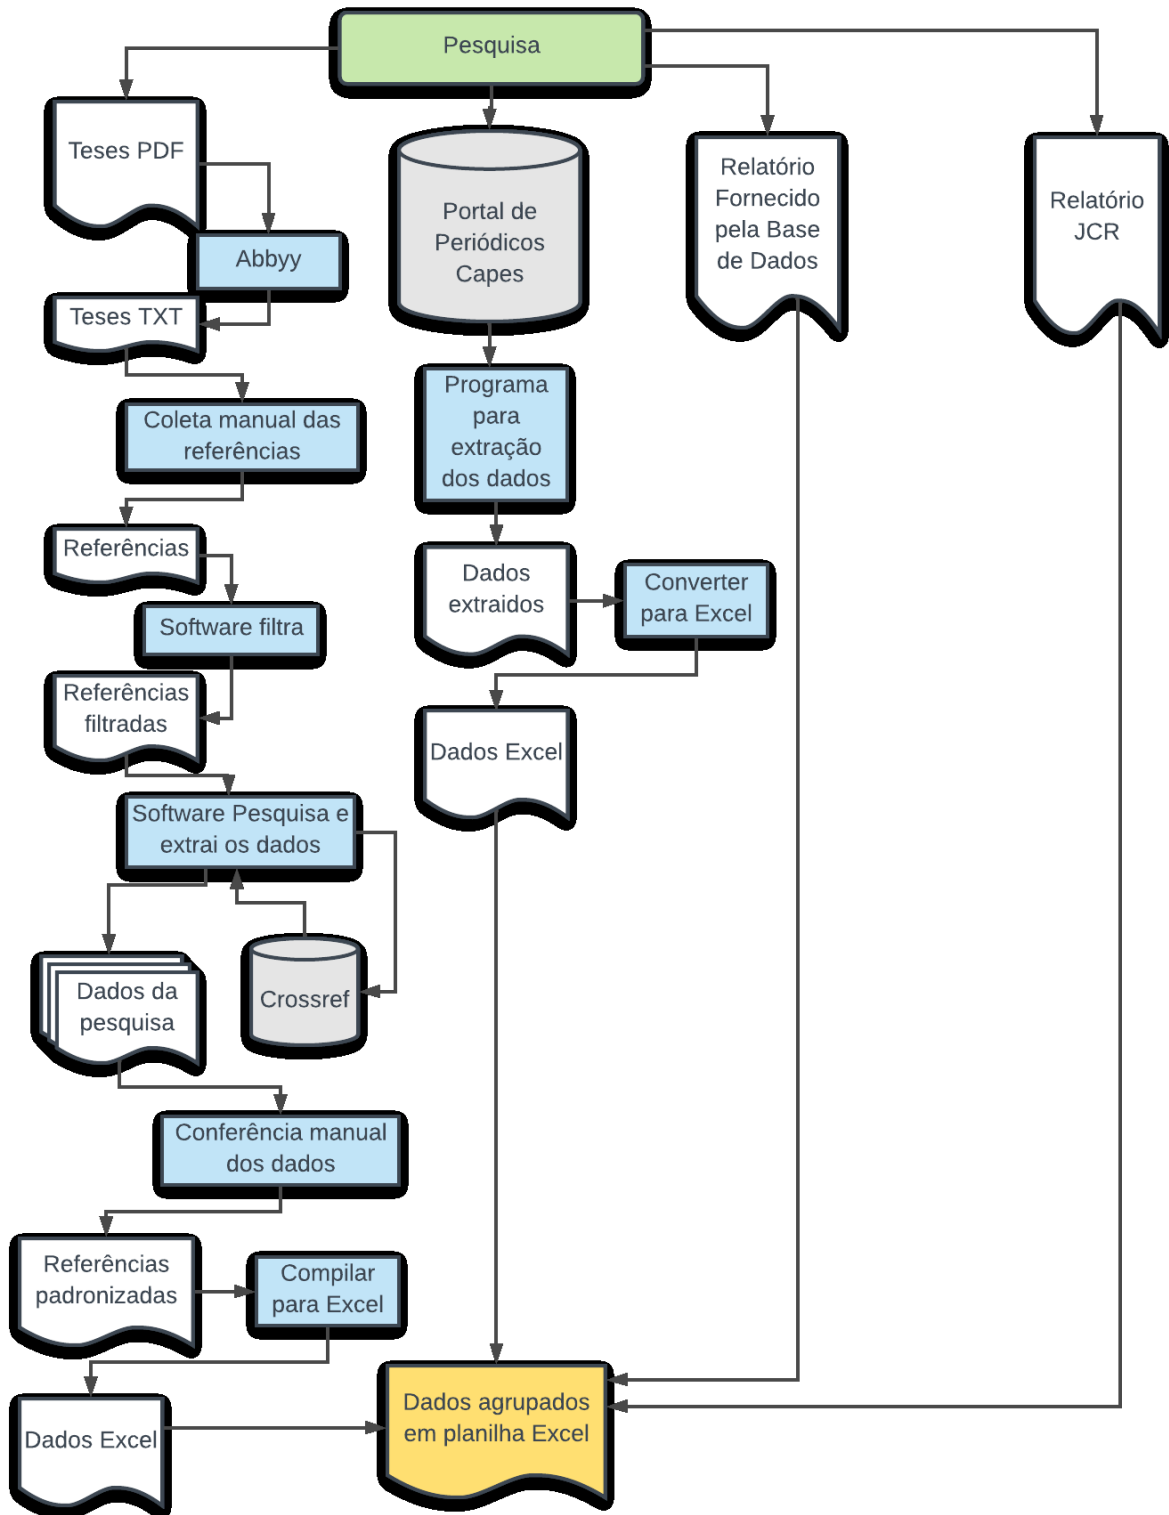 Pesquisa
Teses PDF
Abbyy
Teses TXT
Coleta manual das
referências
Referências
Software filtra
Referências
filtradas
Software Pesquisa e
extrai os dados
Crossref
Dados da
pesquisa
Conferência manual
dos dados
Referências
padronizadas
Compilar
para Excel
Dados Excel
Portal de
Periódicos
Capes
Programa
para
extração
dos dados
Dados
extraidos
Converter
para Excel
Dados Excel
Relatório
Fornecido
pela Base
de Dados
Relatório
JCR
Dados agrupados
em planilha Excel